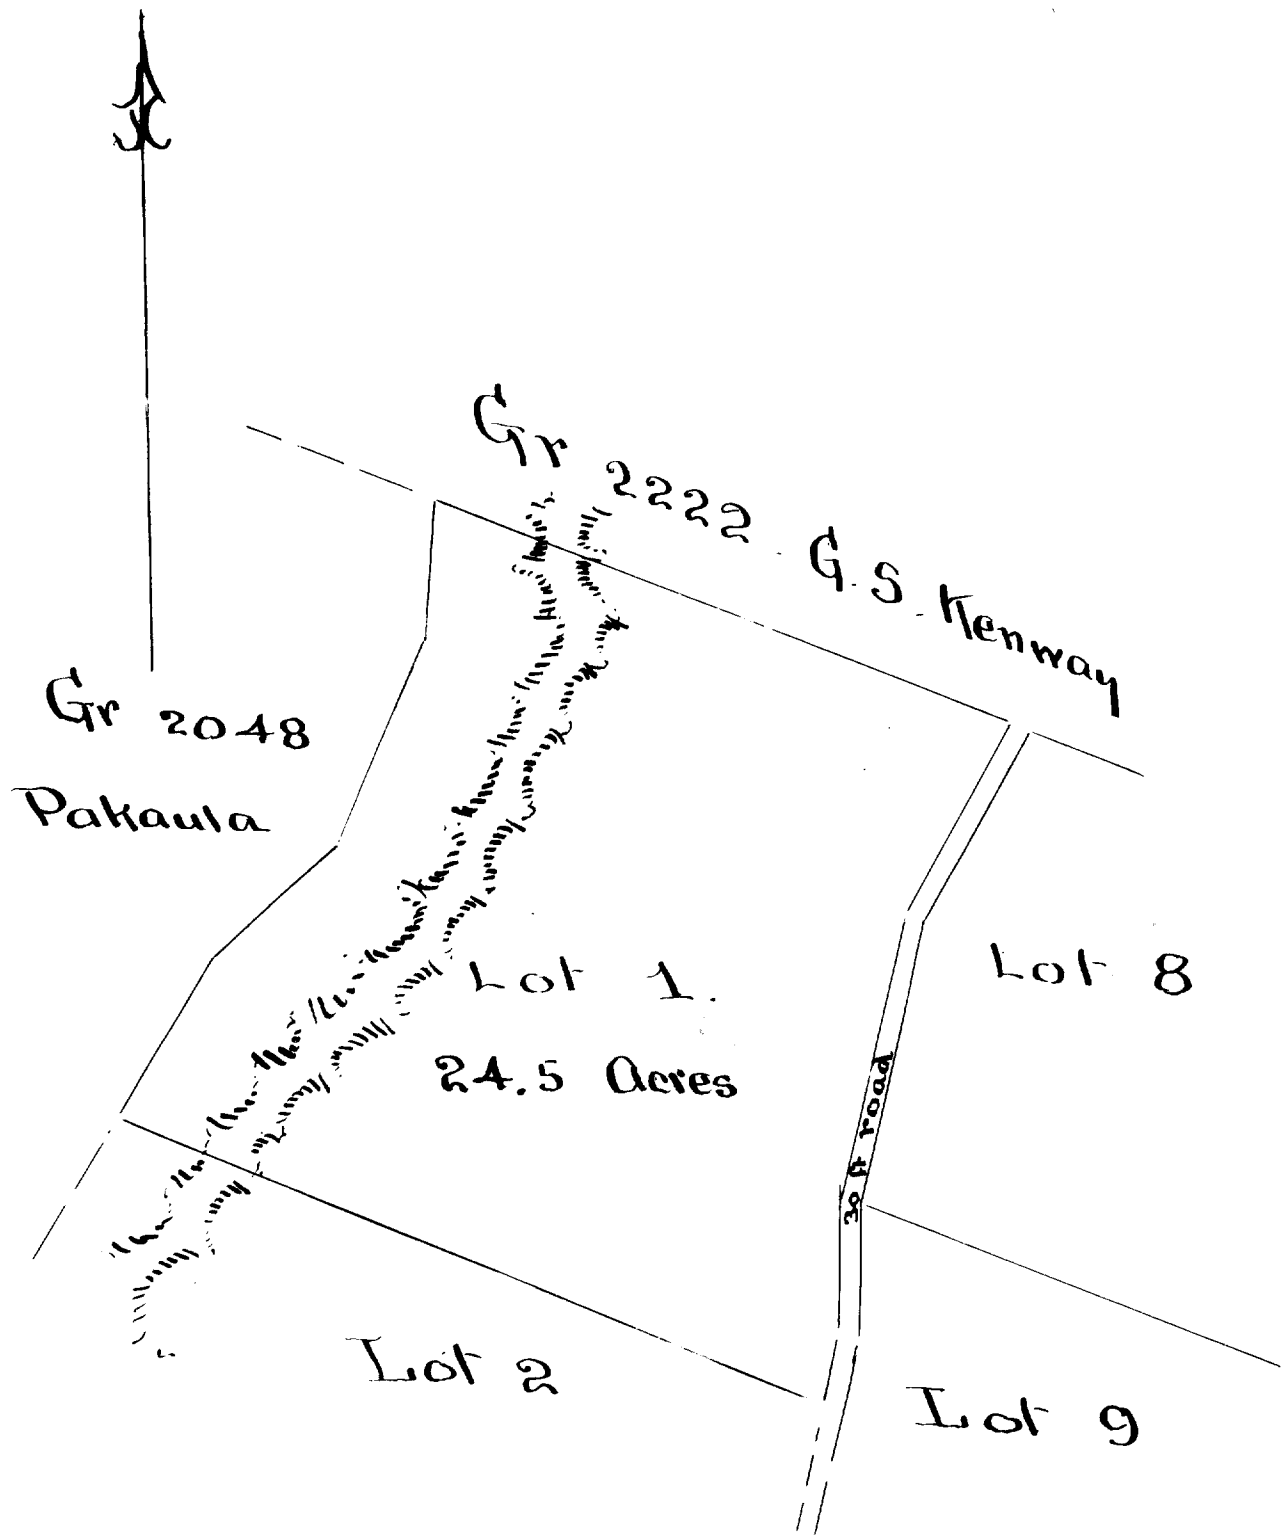 Gr 2222 G.S. Kenway
Gr 2048
Pakaula
Lot 1.
24.5 Acres
Lot 8
30 ft road
Lot 2
Lot 9